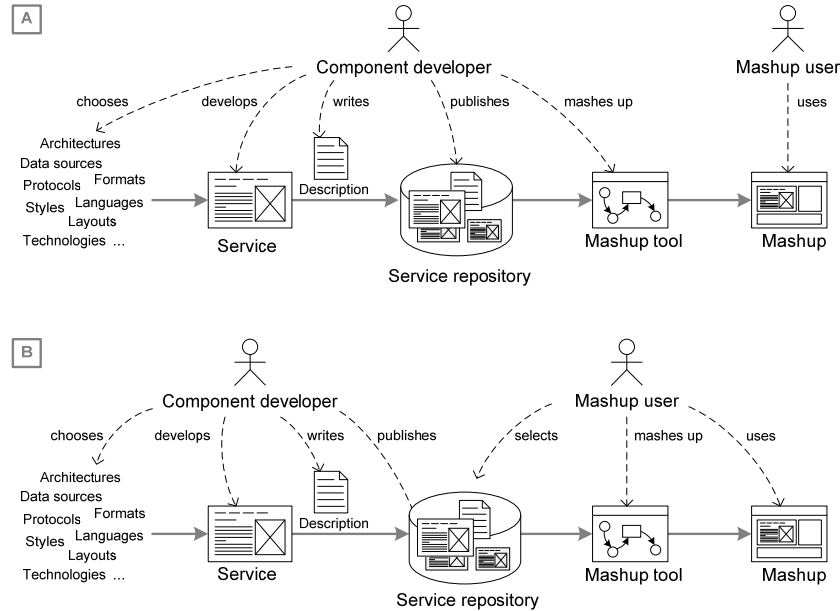 A
Component developer
Mashup user
chooses
develops
writes
publishes
mashes up
uses
Architectures
Data sources
Protocols Formats
Styles Languages
Layouts
Technologies ...
Description
Service
Service repository
Mashup tool
Mashup
B
Component developer
Mashup user
chooses
develops
writes
publishes
selects
mashes up
uses
Architectures
Data sources
Protocols Formats
Styles Languages
Layouts
Technologies ...
Description
Service
Service repository
Mashup tool
Mashup